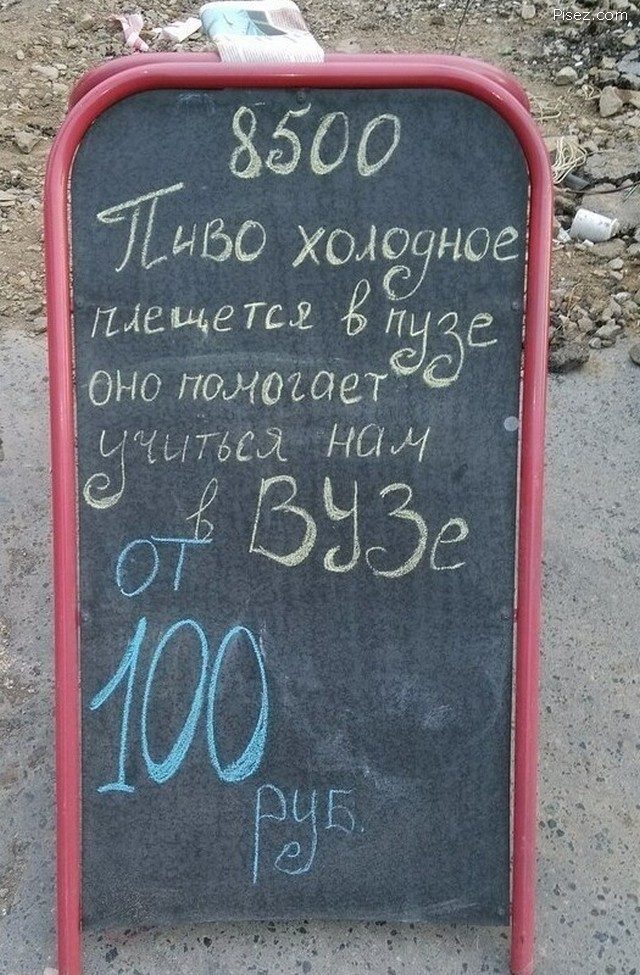 Pisez.com
8500
Пиво холодное
плещется в пузе
оно помогает
учиться нам
в ВУЗе
от
100
руб.